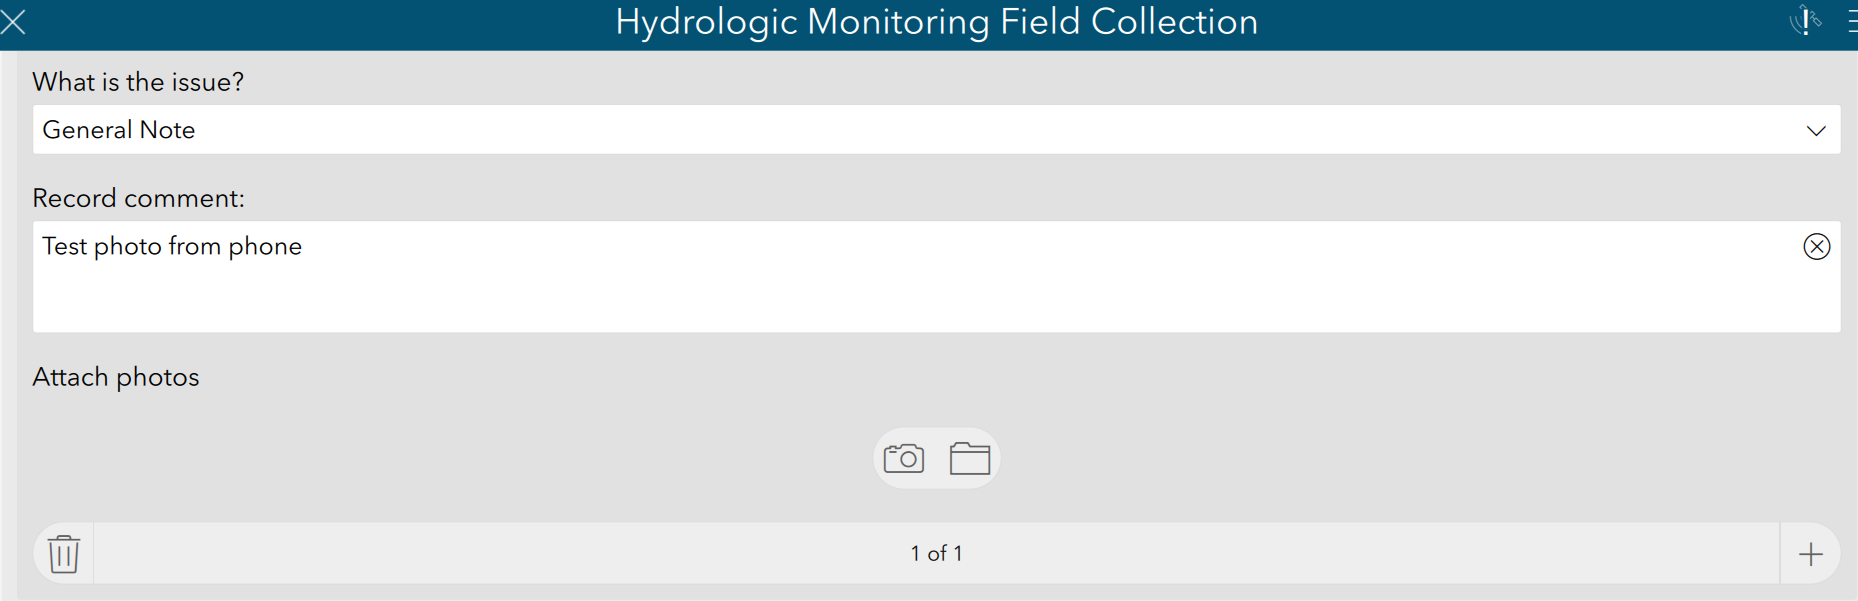 Hydrologic Monitoring Field Collection
What is the issue?
General Note
Record comment:
Test photo from phone
Attach photos
1 of 1